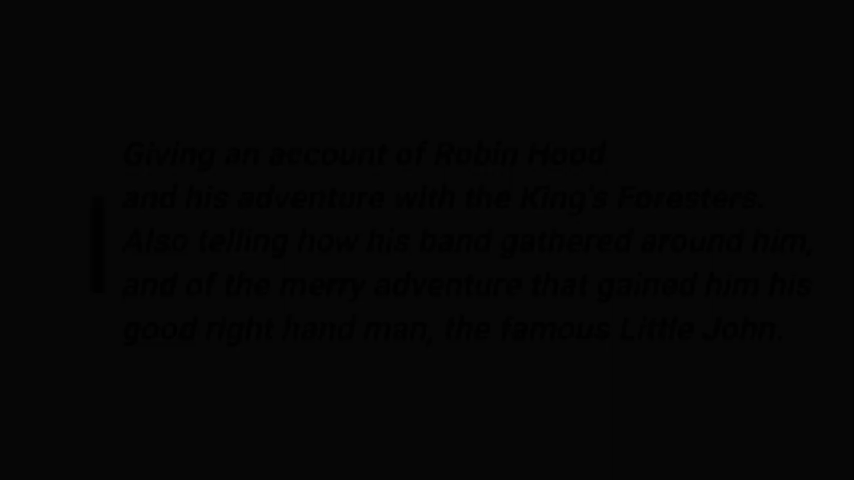 Giving an account of Robin Hood
and his adventure with the King's Foresters.
Also telling how his band gathered around him,
and of the merry adventure that gained him his
good right hand man, the famous Little John.